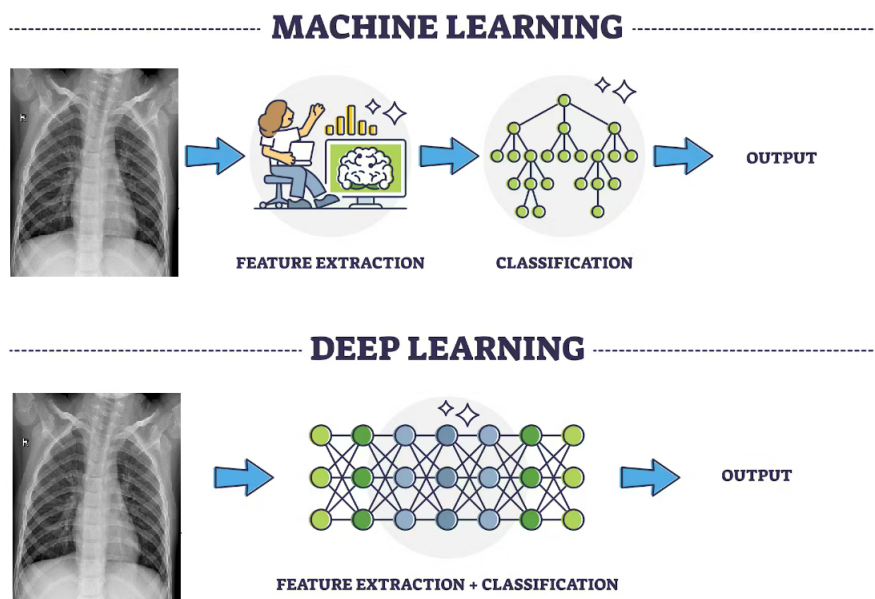 MACHINE LEARNING
OUTPUT
FEATURE EXTRACTION
CLASSIFICATION
DEEP LEARNING
OUTPUT
FEATURE EXTRACTION + CLASSIFICATION